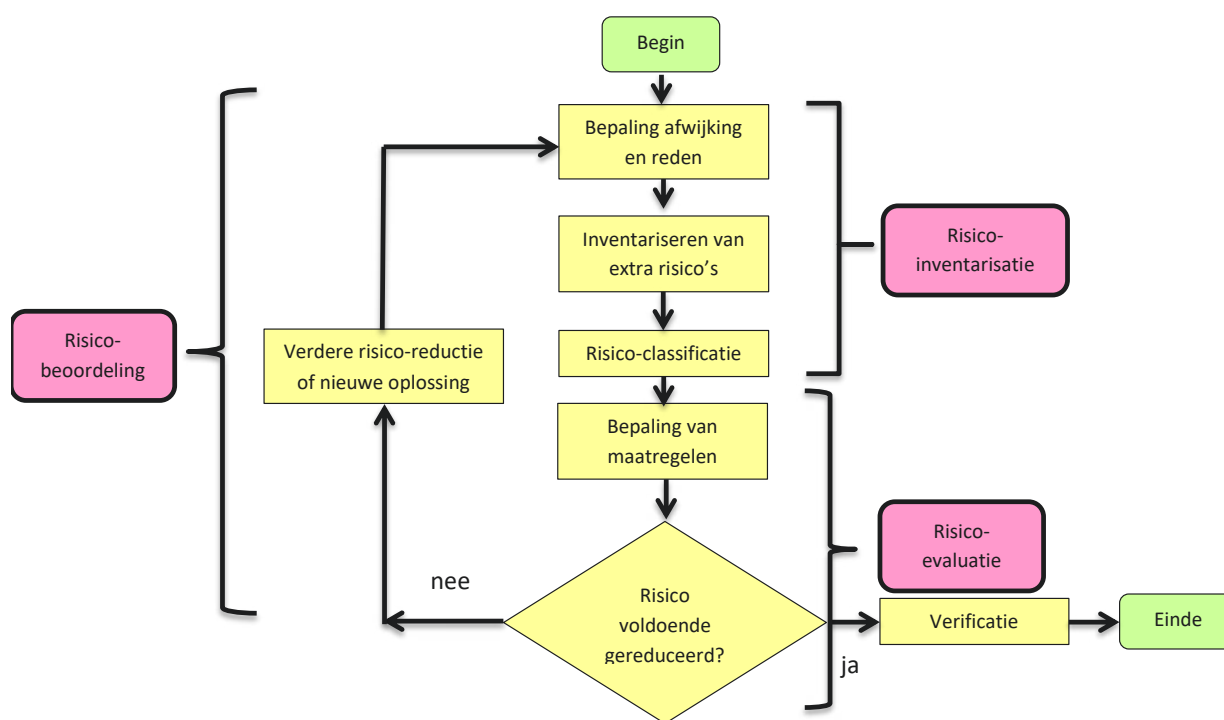 Begin
Bepaling afwijking
en reden
Inventariseren van
extra risico’s
Risico-
inventarisatie
Risico-
beoordeling
Verdere risico-reductie
of nieuwe oplossing
Risico-classificatie
Bepaling van
maatregelen
Risico-
evaluatie
nee
Risico
voldoende
gereduceerd?
Verificatie
Einde
ja